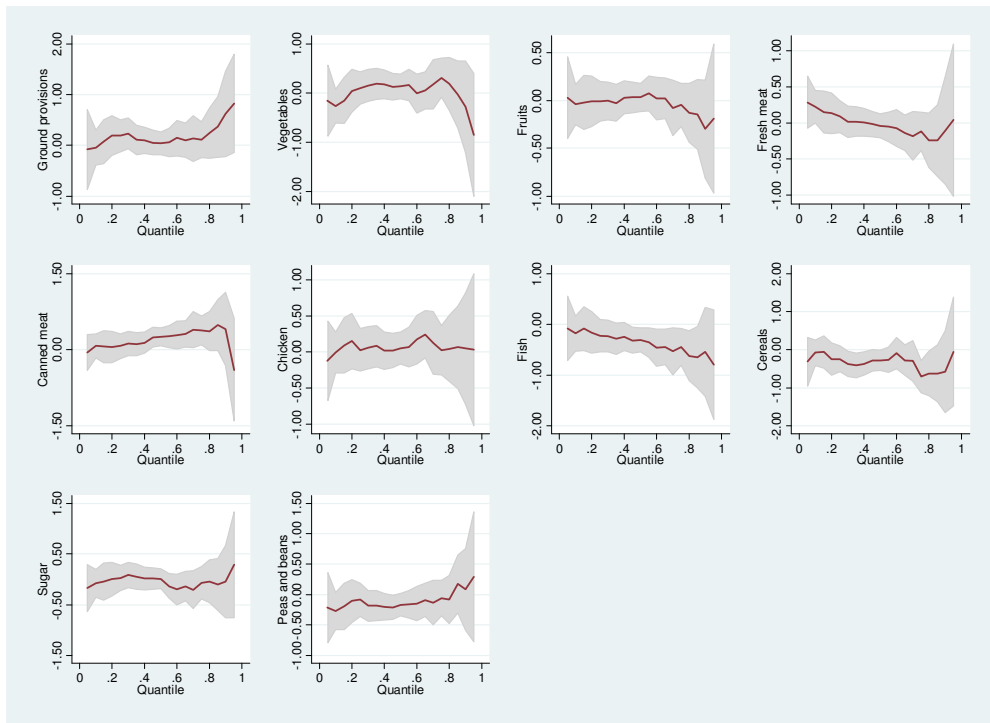 Ground provisions
-1.00 0.00 1.00 2.00
0 .2 .4 .6 .8 1
Quantile
Vegetables
-2.00 -1.00 0.00 1.00
0 .2 .4 .6 .8 1
Quantile
Fruits
-1.00 -0.50 0.00 0.50
0 .2 .4 .6 .8 1
Quantile
Fresh meat
-1.00 -0.50 0.00 0.50 1.00
0 .2 .4 .6 .8 1
Quantile
Canned meat
-1.50 0.00 1.50
0 .2 .4 .6 .8 1
Quantile
Chicken
-1.00 -0.50 0.00 0.50 1.00
0 .2 .4 .6 .8 1
Quantile
Fish
-2.00 -1.00 0.00 1.00
0 .2 .4 .6 .8 1
Quantile
Cereals
-2.00 -1.00 0.00 1.00 2.00
0 .2 .4 .6 .8 1
Quantile
Sugar
-1.50 -0.50 0.50 1.50
0 .2 .4 .6 .8 1
Quantile
Peas and beans
-1.00 -0.50 0.00 0.50 1.00 1.50
0 .2 .4 .6 .8 1
Quantile